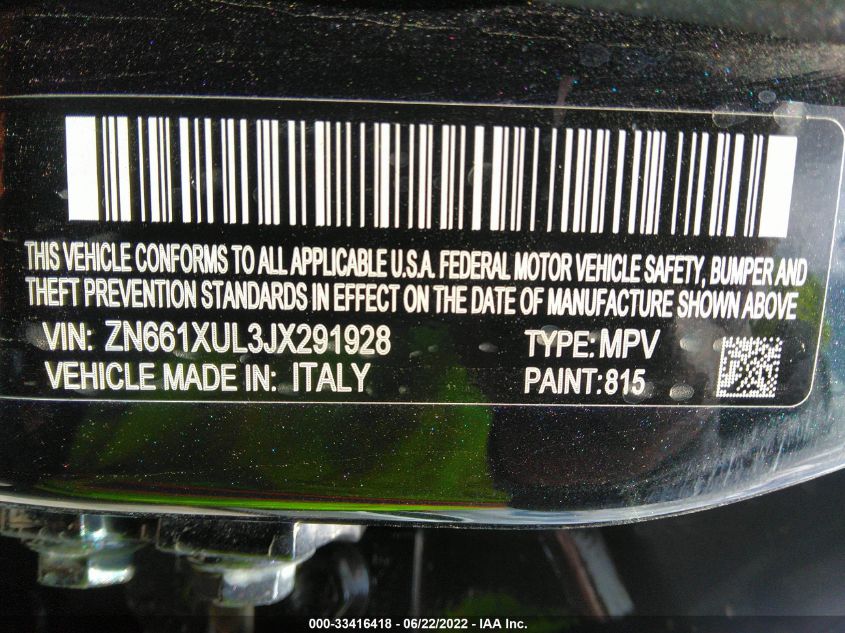 THIS VEHICLE CONFORMS TO ALL APPLICABLE U.S.A. FEDERAL MOTOR VEHICLE SAFETY, BUMPER AND
THEFT PREVENTION STANDARDS IN EFFECT ON THE DATE OF MANUFACTURE SHOWN ABOVE
VIN: ZN661XUL3JX291928 TYPE: MPV
VEHICLE MADE IN: ITALY PAINT: 815
000-33416418 - 06/22/2022 - IAA Inc.